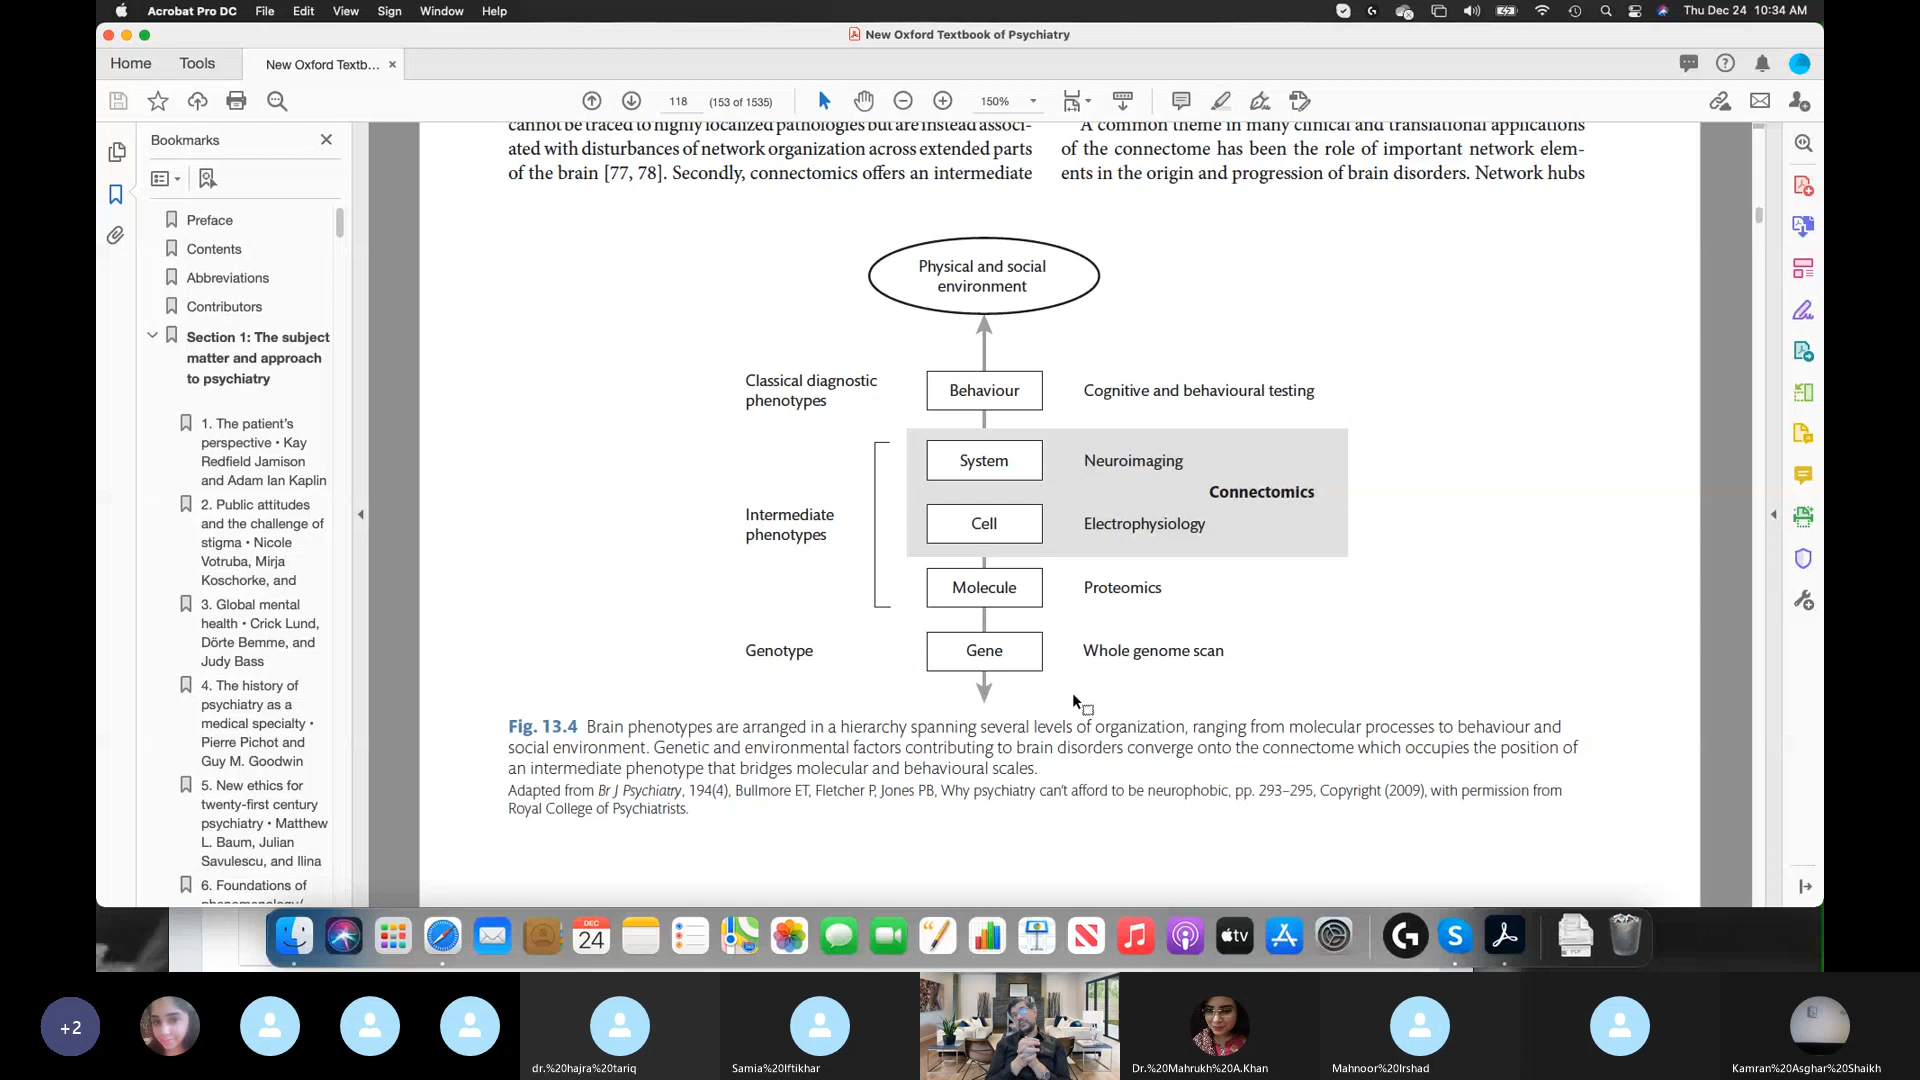 Acrobat Pro DC File Edit View Sign Window Help
Thu Dec 24 10:34 AM
New Oxford Textbook of Psychiatry
Home Tools New Oxford Textb... ×
118 (153 of 1535) 150%
Bookmarks
Preface
Contents
Abbreviations
Contributors
Section 1: The subject
matter and approach
to psychiatry
1. The patient's
perspective • Kay
Redfield Jamison
and Adam Ian Kaplin
2. Public attitudes
and the challenge of
stigma • Nicole
Votruba, Mirja
Koschorke, and
3. Global mental
health • Crick Lund,
Dörte Bemme, and
Judy Bass
4. The history of
psychiatry as a
medical specialty •
Pierre Pichot and
Guy M. Goodwin
5. New ethics for
twenty-first century
psychiatry • Matthew
L. Baum, Julian
Savulescu, and Ilina
6. Foundations of
phenomenology/
cannot be traced to highly localized pathologies but are instead associ-
ated with disturbances of network organization across extended parts
of the brain [77, 78]. Secondly, connectomics offers an intermediate
A common theme in many clinical and translational applications
of the connectome has been the role of important network elem-
ents in the origin and progression of brain disorders. Network hubs
Physical and social
environment
Classical diagnostic
phenotypes
Behaviour
Cognitive and behavioural testing
System
Neuroimaging
Connectomics
Intermediate
phenotypes
Cell
Electrophysiology
Molecule
Proteomics
Genotype
Gene
Whole genome scan
Fig. 13.4 Brain phenotypes are arranged in a hierarchy spanning several levels of organization, ranging from molecular processes to behaviour and
social environment. Genetic and environmental factors contributing to brain disorders converge onto the connectome which occupies the position of
an intermediate phenotype that bridges molecular and behavioural scales.
Adapted from Br J Psychiatry, 194(4), Bullmore ET, Fletcher P, Jones PB, Why psychiatry can't afford to be neurophobic, pp. 293–295, Copyright (2009), with permission from
Royal College of Psychiatrists.
DEC
24
tv
+2
dr.%20hajra%20tariq
Samia%20Iftikhar
Dr.%20Mahrukh%20A.Khan
Mahnoor%20Irshad
Kamran%20Asghar%20Shaikh